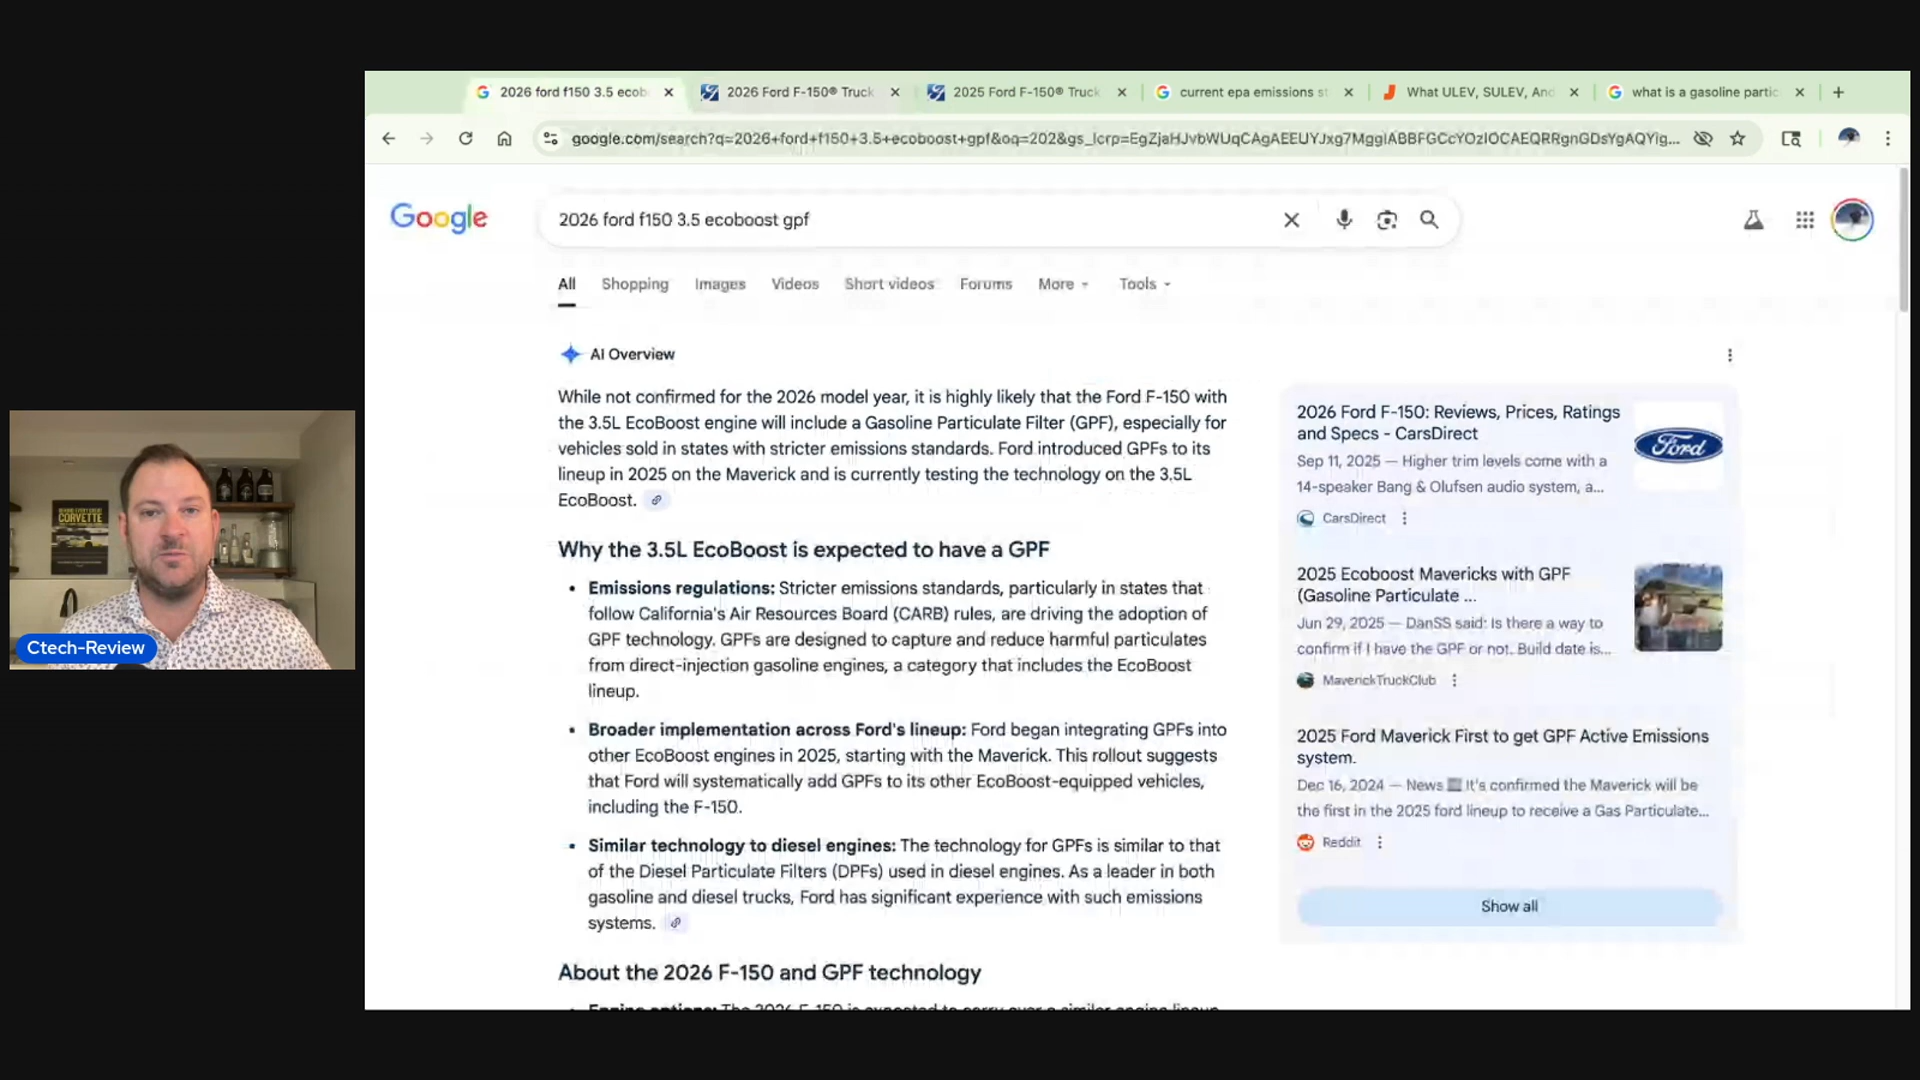 2026 ford f150 3.5 ecob
2026 Ford F-150® Truck
2025 Ford F-150® Truck
current epa emissions st
What ULEV, SULEV, And
what is a gasoline partic
google.com/search?q=2026+ford+f150+3.5+ecoboost+gpf&oq=202&gs_lcrp=EgZjaHJvbWUqCAgAEEUYJxg7MggIABBFGCcYOzIOCAEQRRgnGDsYgAQYig...
Google
2026 ford f150 3.5 ecoboost gpf
All
Shopping
Images
Videos
Short videos
Forums
More
Tools
AI Overview
While not confirmed for the 2026 model year, it is highly likely that the Ford F-150 with
the 3.5L EcoBoost engine will include a Gasoline Particulate Filter (GPF), especially for
vehicles sold in states with stricter emissions standards. Ford introduced GPFs to its
lineup in 2025 on the Maverick and is currently testing the technology on the 3.5L
EcoBoost.
Why the 3.5L EcoBoost is expected to have a GPF
• Emissions regulations: Stricter emissions standards, particularly in states that
follow California's Air Resources Board (CARB) rules, are driving the adoption of
GPF technology. GPFs are designed to capture and reduce harmful particulates
from direct-injection gasoline engines, a category that includes the EcoBoost
lineup.
• Broader implementation across Ford's lineup: Ford began integrating GPFs into
other EcoBoost engines in 2025, starting with the Maverick. This rollout suggests
that Ford will systematically add GPFs to its other EcoBoost-equipped vehicles,
including the F-150.
• Similar technology to diesel engines: The technology for GPFs is similar to that
of the Diesel Particulate Filters (DPFs) used in diesel engines. As a leader in both
gasoline and diesel trucks, Ford has significant experience with such emissions
systems.
About the 2026 F-150 and GPF technology
• Engine options: The 2026 F-150 is expected to carry over a similar engine lineup
2026 Ford F-150: Reviews, Prices, Ratings
and Specs - CarsDirect
Sep 11, 2025 — Higher trim levels come with a
14-speaker Bang & Olufsen audio system, a...
CarsDirect
Ford
2025 Ecoboost Mavericks with GPF
(Gasoline Particulate ...
Jun 29, 2025 — DanSS said: Is there a way to
confirm if I have the GPF or not. Build date is...
MaverickTruckClub
2025 Ford Maverick First to get GPF Active Emissions
system.
Dec 16, 2024 — News It's confirmed the Maverick will be
the first in the 2025 ford lineup to receive a Gas Particulate...
Reddit
Show all
CORVETTE
Ctech-Review